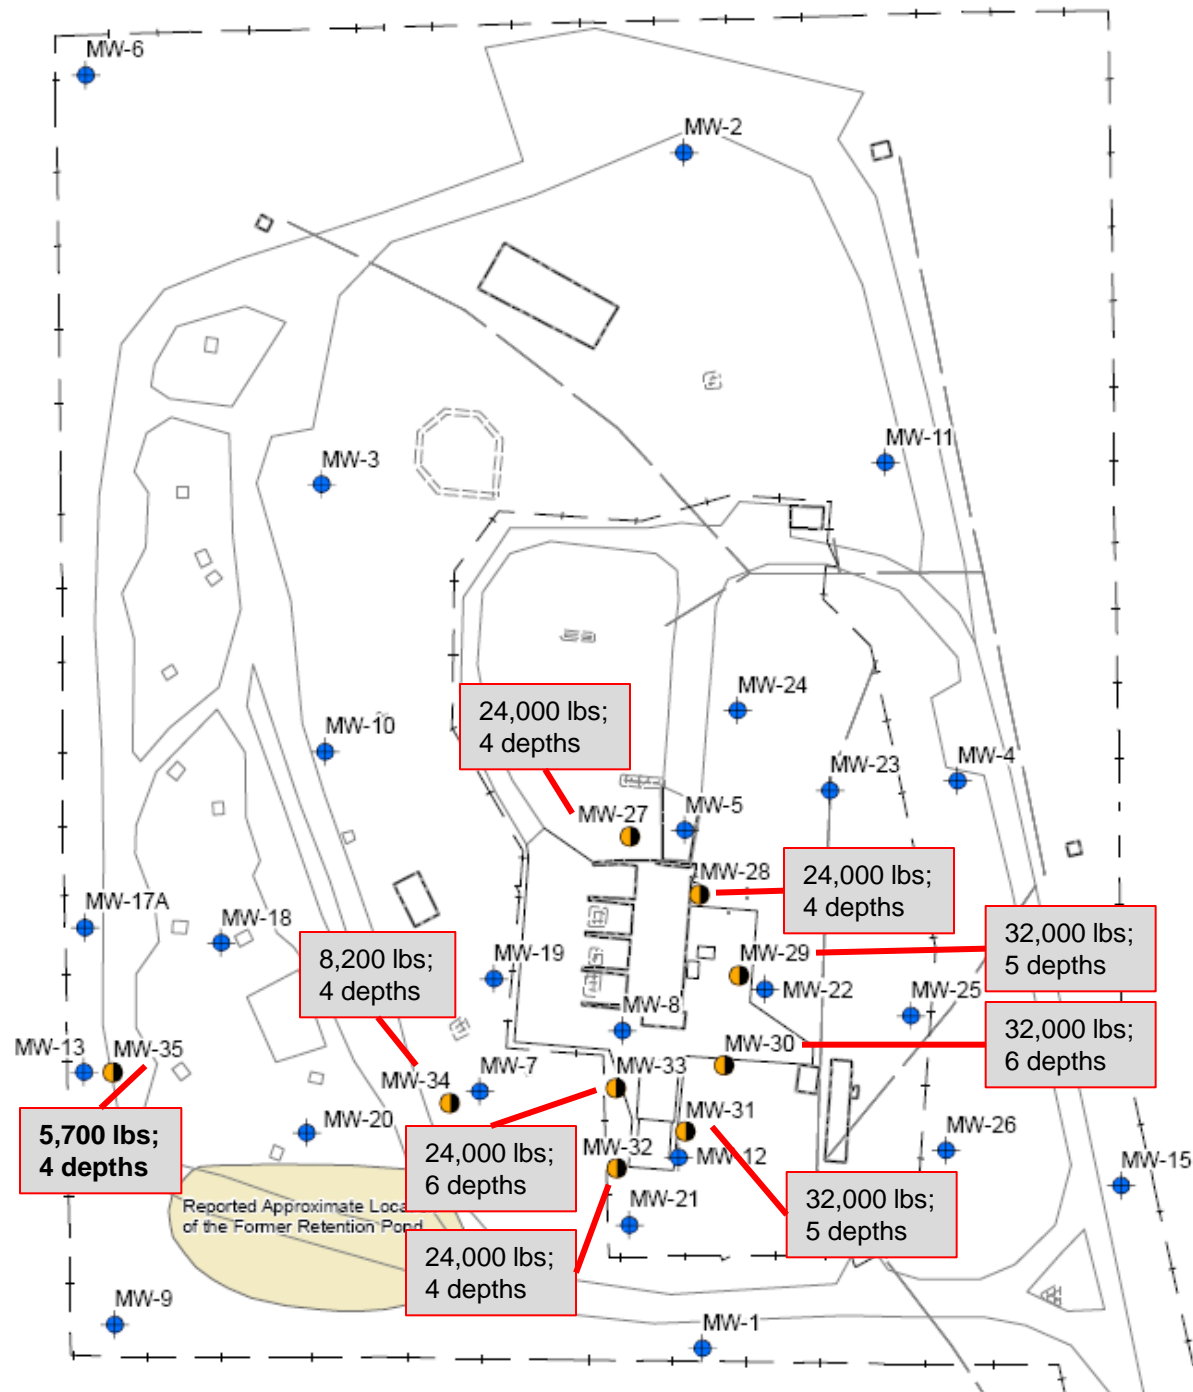 MW-6
MW-2
MW-11
MW-3
24,000 lbs;
4 depths
MW-24
MW-10
MW-4
MW-23
MW-5
MW-27
MW-28
24,000 lbs;
4 depths
MW-17A
MW-18
8,200 lbs;
4 depths
MW-19
MW-29
32,000 lbs;
5 depths
MW-22
MW-25
MW-8
32,000 lbs;
6 depths
MW-13
MW-35
MW-30
MW-33
MW-34
MW-7
5,700 lbs;
4 depths
MW-20
24,000 lbs;
6 depths
MW-31
MW-32
MW-12
MW-26
MW-15
32,000 lbs;
5 depths
Reported Approximate
of the Former Retention Pond
MW-21
24,000 lbs;
4 depths
MW-9
MW-1